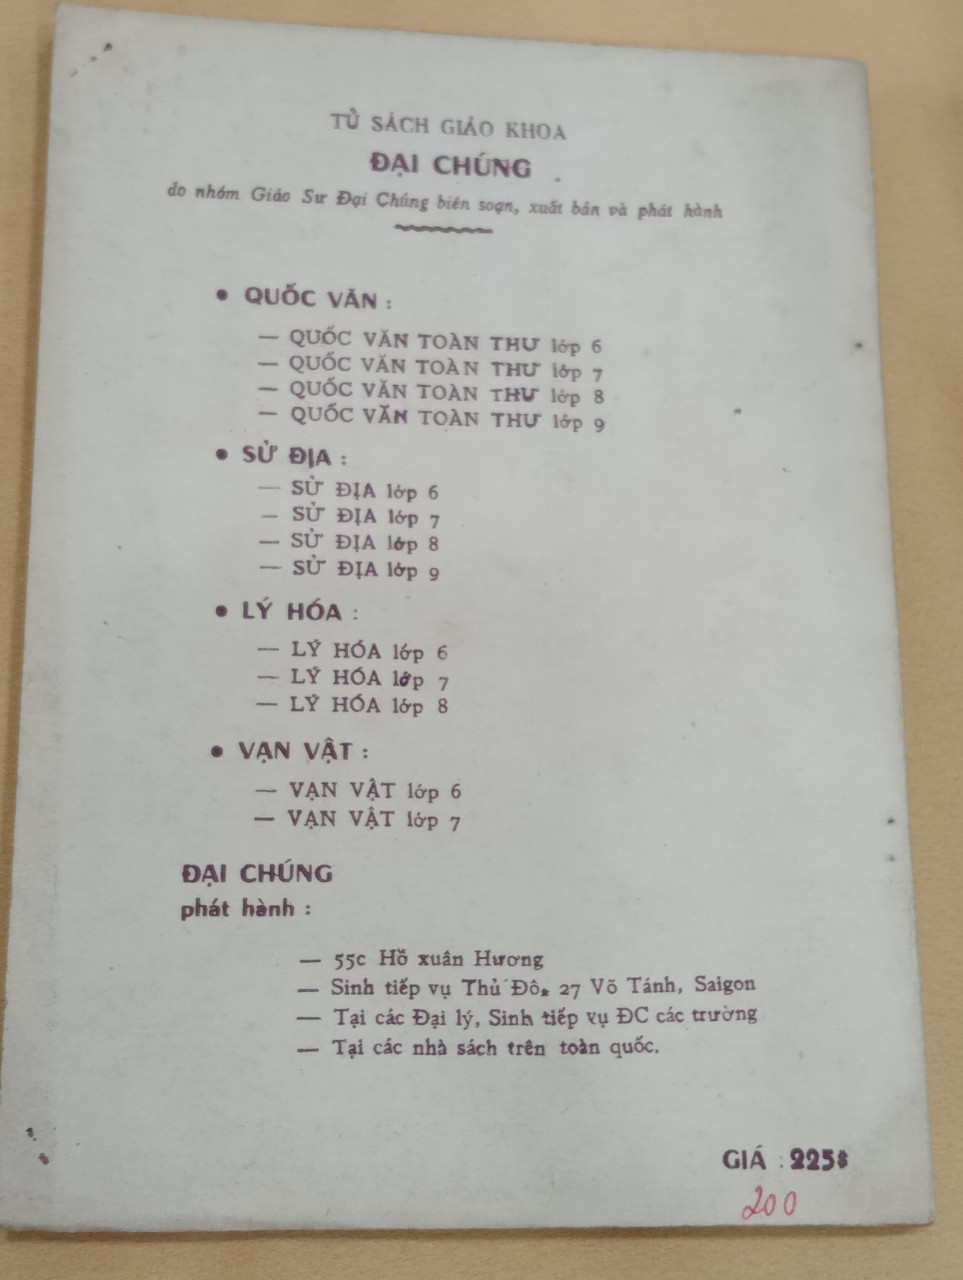 TỦ SÁCH GIÁO KHOA
ĐẠI CHÚNG
do nhóm Giáo Sư Đại Chúng biên soạn, xuất bản và phát hành
• QUỐC VĂN :
— QUỐC VĂN TOÀN THƯ lớp 6
— QUỐC VĂN TOÀN THƯ lớp 7
— QUỐC VĂN TOÀN THƯ lớp 8
— QUỐC VĂN TOÀN THƯ lớp 9
• SỬ ĐỊA :
— SỬ ĐỊA lớp 6
— SỬ ĐỊA lớp 7
— SỬ ĐỊA lớp 8
— SỬ ĐỊA lớp 9
• LÝ HÓA :
— LÝ HÓA lớp 6
— LÝ HÓA lớp 7
— LÝ HÓA lớp 8
• VẠN VẬT :
— VẠN VẬT lớp 6
— VẠN VẬT lớp 7
ĐẠI CHÚNG
phát hành :
— 55c Hồ xuân Hương
— Sinh tiếp vụ Thủ Đô, 27 Võ Tánh, Saigon
— Tại các Đại lý, Sinh tiếp vụ ĐC các trường
— Tại các nhà sách trên toàn quốc.
GIÁ : 225$
200